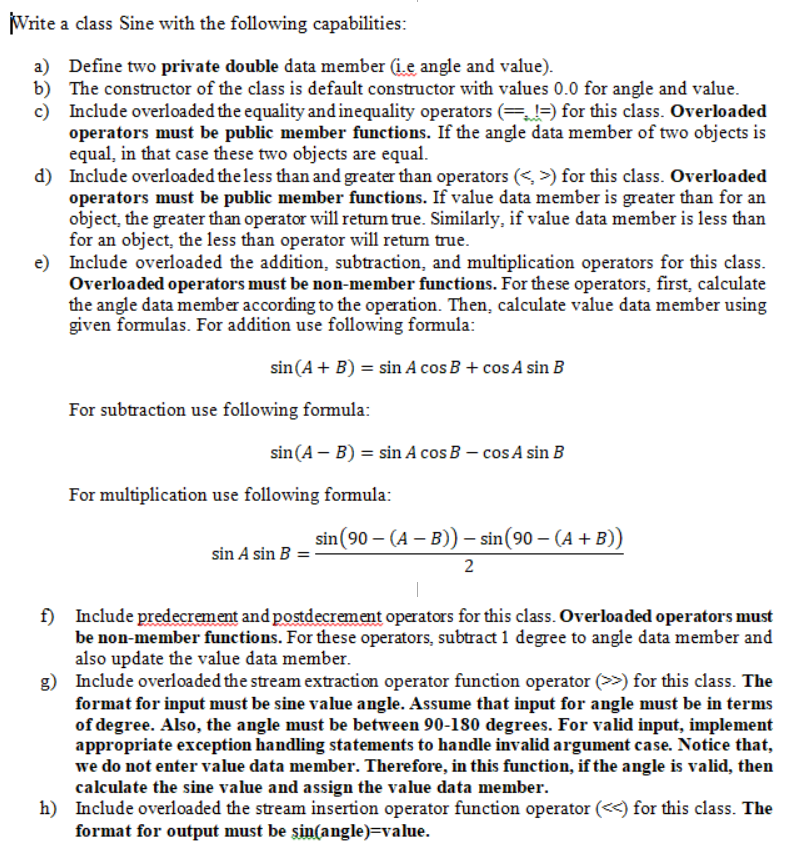 Write a class Sine with the following capabilities:
a) Define two private double data member (i.e angle and value).
b) The constructor of the class is default constructor with values 0.0 for angle and value.
c) Include overloaded the equality and inequality operators (==, !=) for this class. Overloaded
operators must be public member functions. If the angle data member of two objects is
equal, in that case these two objects are equal.
d) Include overloaded the less than and greater than operators (<, >) for this class. Overloaded
operators must be public member functions. If value data member is greater than for an
object, the greater than operator will return true. Similarly, if value data member is less than
for an object, the less than operator will return true.
e) Include overloaded the addition, subtraction, and multiplication operators for this class.
Overloaded operators must be non-member functions. For these operators, first, calculate
the angle data member according to the operation. Then, calculate value data member using
given formulas. For addition use following formula:
sin(A + B) = sin A cos B + cos A sin B
For subtraction use following formula:
sin(A − B) = sin A cos B − cos A sin B
For multiplication use following formula:
sin A sin B = sin(90 − (A − B)) − sin(90 − (A + B))
2
f) Include predecrement and postdecrement operators for this class. Overloaded operators must
be non-member functions. For these operators, subtract 1 degree to angle data member and
also update the value data member.
g) Include overloaded the stream extraction operator function operator (>>) for this class. The
format for input must be sine value angle. Assume that input for angle must be in terms
of degree. Also, the angle must be between 90-180 degrees. For valid input, implement
appropriate exception handling statements to handle invalid argument case. Notice that,
we do not enter value data member. Therefore, in this function, if the angle is valid, then
calculate the sine value and assign the value data member.
h) Include overloaded the stream insertion operator function operator (<<) for this class. The
format for output must be sin(angle)=value.